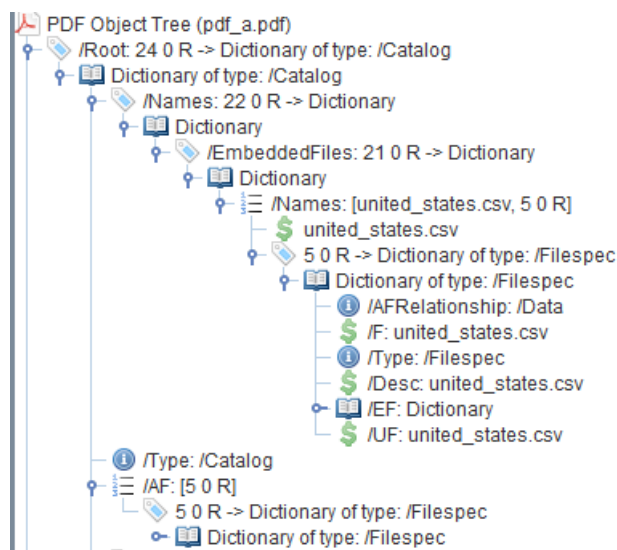 PDF Object Tree (pdf_a.pdf)
/Root: 24 0 R -> Dictionary of type: /Catalog
Dictionary of type: /Catalog
/Names: 22 0 R -> Dictionary
Dictionary
/EmbeddedFiles: 21 0 R -> Dictionary
Dictionary
/Names: [united_states.csv, 5 0 R]
united_states.csv
5 0 R -> Dictionary of type: /Filespec
Dictionary of type: /Filespec
/AFRelationship: /Data
/F: united_states.csv
/Type: /Filespec
/Desc: united_states.csv
/EF: Dictionary
/UF: united_states.csv
/Type: /Catalog
/AF: [5 0 R]
5 0 R -> Dictionary of type: /Filespec
Dictionary of type: /Filespec